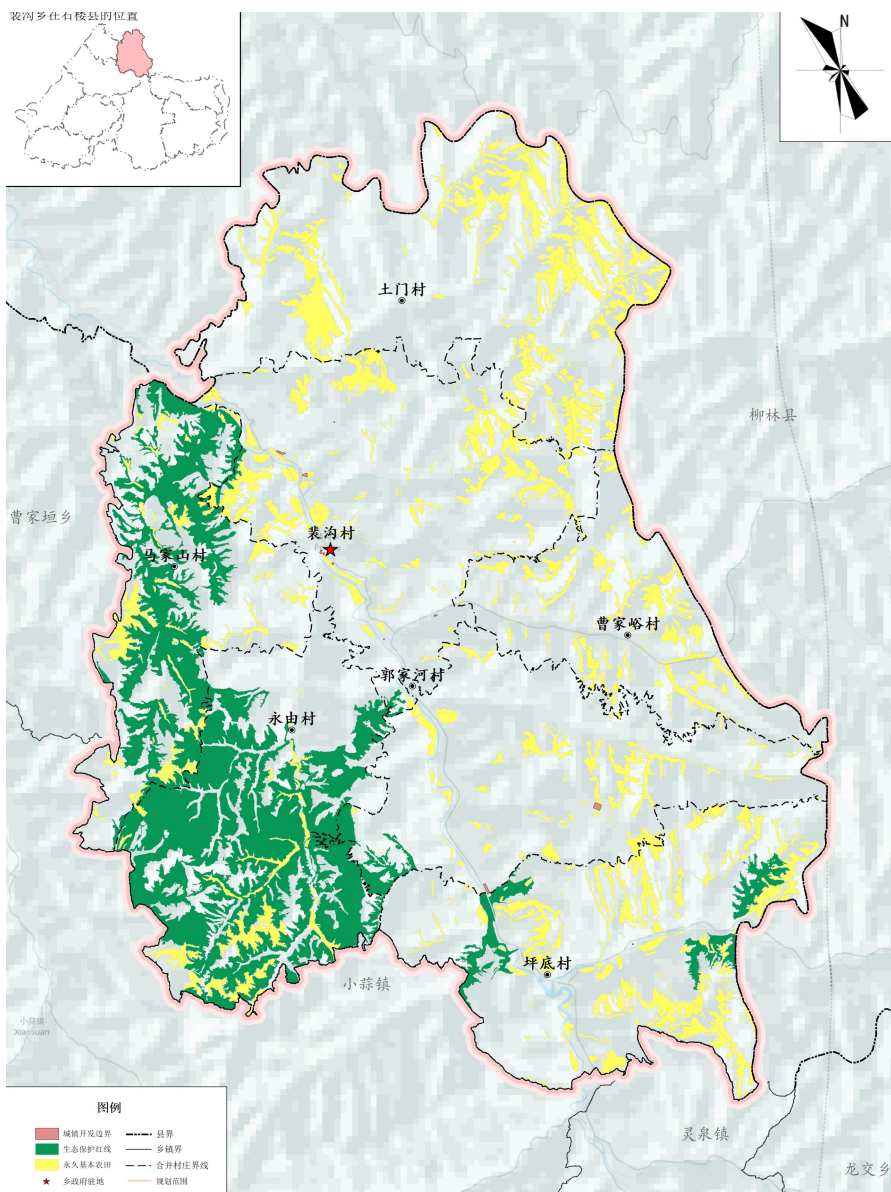 裴沟乡在石楼县的位置
N
土门村
柳林县
曹家垣乡
裴沟村
马家山村
曹家峪村
郭家河村
永由村
坪底村
小蒜镇
小蒜镇
Xiaosuan
灵泉镇
龙交乡
图例
城镇开发边界
县界
生态保护红线
乡镇界
永久基本农田
合并村庄界线
乡政府驻地
规划范围